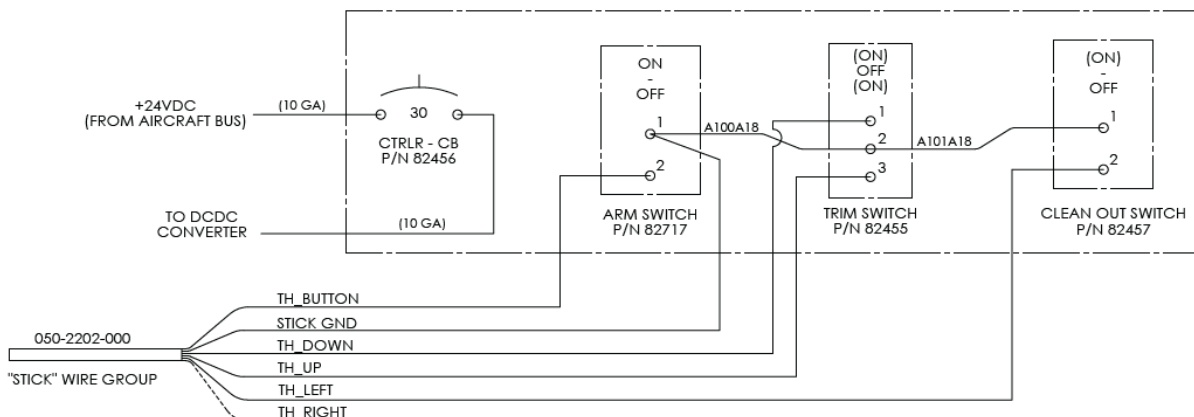 +24VDC
(FROM AIRCRAFT BUS)
(10 GA)
30
CTRLR - CB
P/N 82456
TO DCDC
CONVERTER
(10 GA)
ON
-
OFF
1
2
ARM SWITCH
P/N 82717
A100A18
(ON)
OFF
(ON)
1
2
3
TRIM SWITCH
P/N 82455
A101A18
(ON)
-
OFF
1
2
CLEAN OUT SWITCH
P/N 82457
050-2202-000
"STICK" WIRE GROUP
TH_BUTTON
STICK GND
TH_DOWN
TH_UP
TH_LEFT
TH_RIGHT